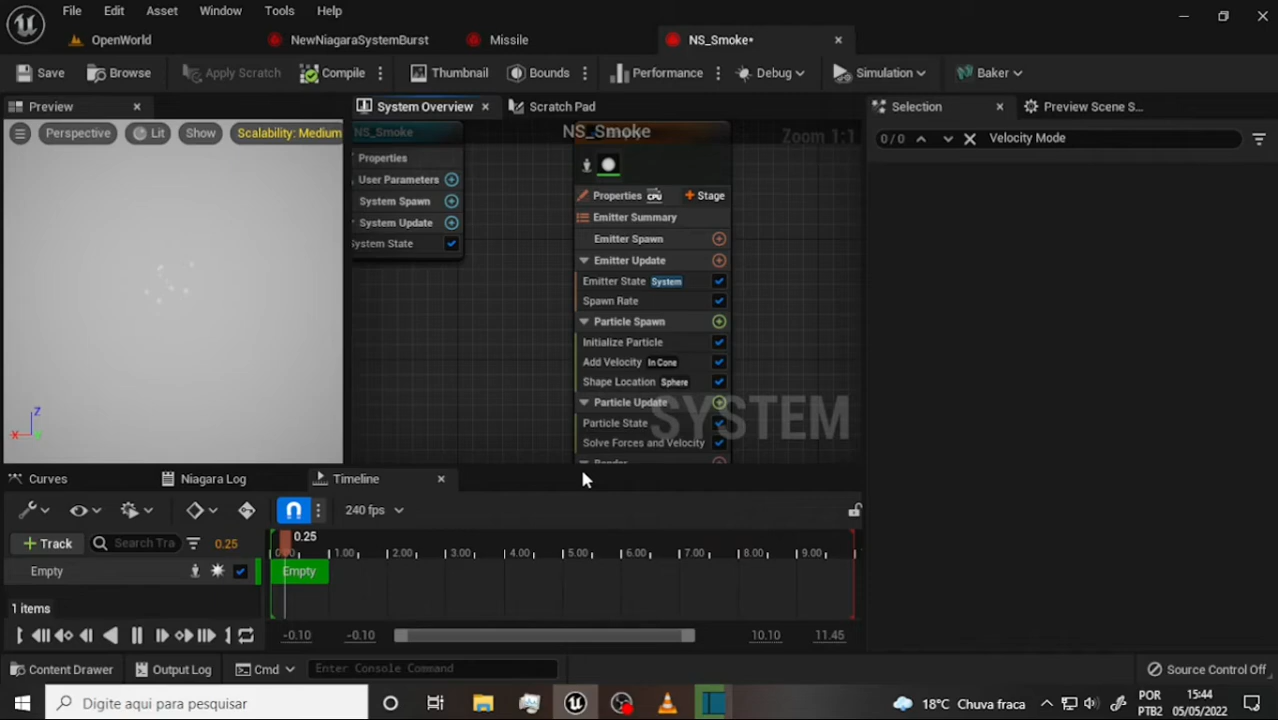 File Edit Asset Window Tools Help
OpenWorld NewNiagaraSystemBurst Missile NS_Smoke•
Save Browse Apply Scratch Compile Thumbnail Bounds Performance Debug Simulation Baker
Preview System Overview Scratch Pad Selection Preview Scene S...
Perspective Lit Show Scalability: Medium
NS_Smoke NS_Smoke Zoom 1:1
0/0 Velocity Mode
Properties
User Parameters
System Spawn
System Update
System State
Properties CPU Stage
Emitter Summary
Emitter Spawn
Emitter Update
Emitter State System
Spawn Rate
Particle Spawn
Initialize Particle
Add Velocity In Cone
Shape Location Sphere
Particle Update
Particle State
Solve Forces and Velocity
Render
SYSTEM
Z
X Y
Curves Niagara Log Timeline
240 fps
+ Track Search Tra 0.25 0.25
0.00 1.00 2.00 3.00 4.00 5.00 6.00 7.00 8.00 9.00
Empty Empty
1 items
-0.10 -0.10 10.10 11.45
Content Drawer Output Log Cmd Enter Console Command Source Control Off
Digite aqui para pesquisar 18°C Chuva fraca POR 15:44
PTB2 05/05/2022